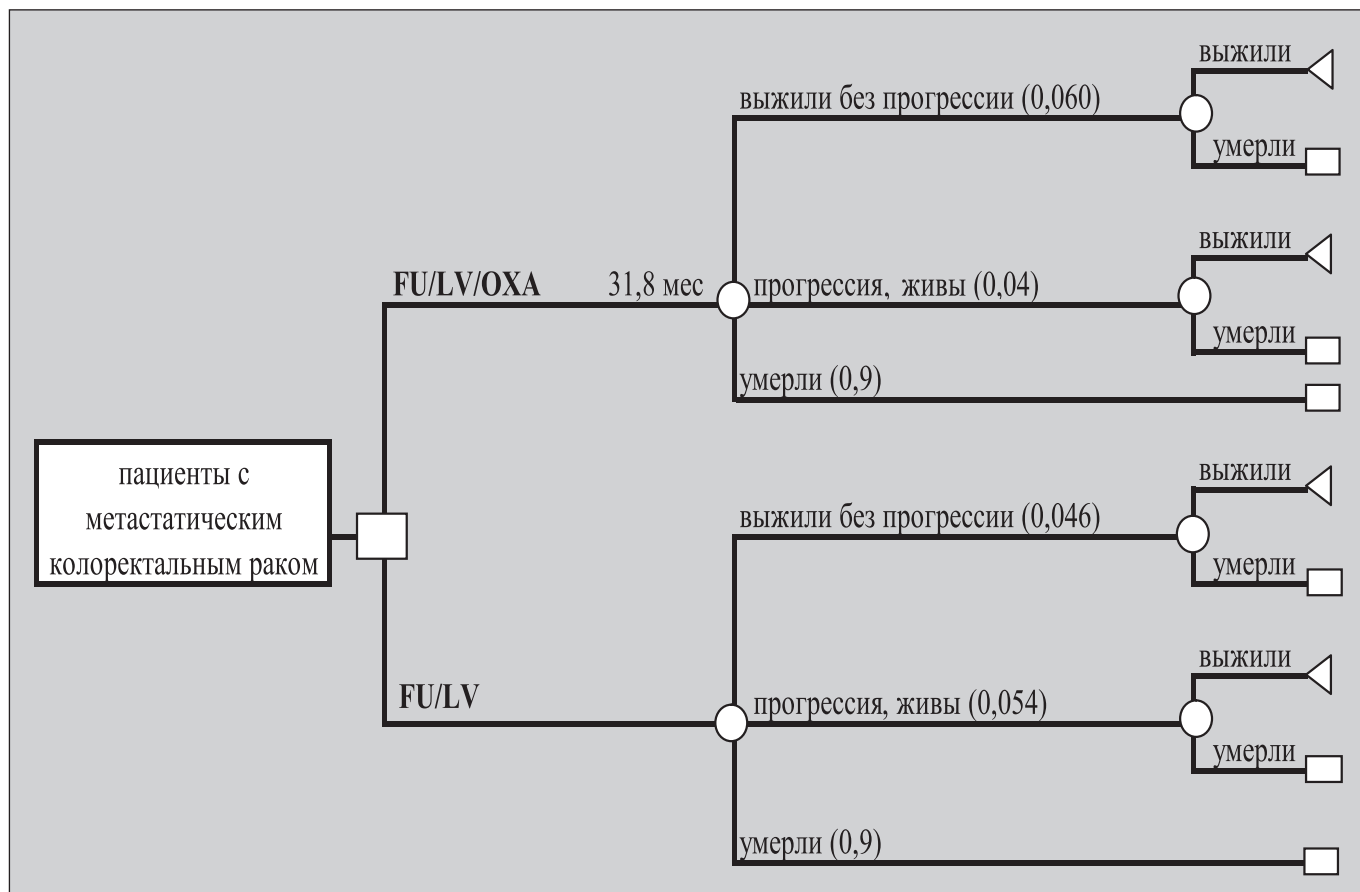 выжили
выжили без прогрессии (0,060)
умерли
выжили
FU/LV/OXA 31,8 мес прогрессия, живы (0,04)
умерли
умерли (0,9)
пациенты с
метастатическим
колоректальным раком
выжили
выжили без прогрессии (0,046)
умерли
выжили
FU/LV
прогрессия, живы (0,054)
умерли
умерли (0,9)